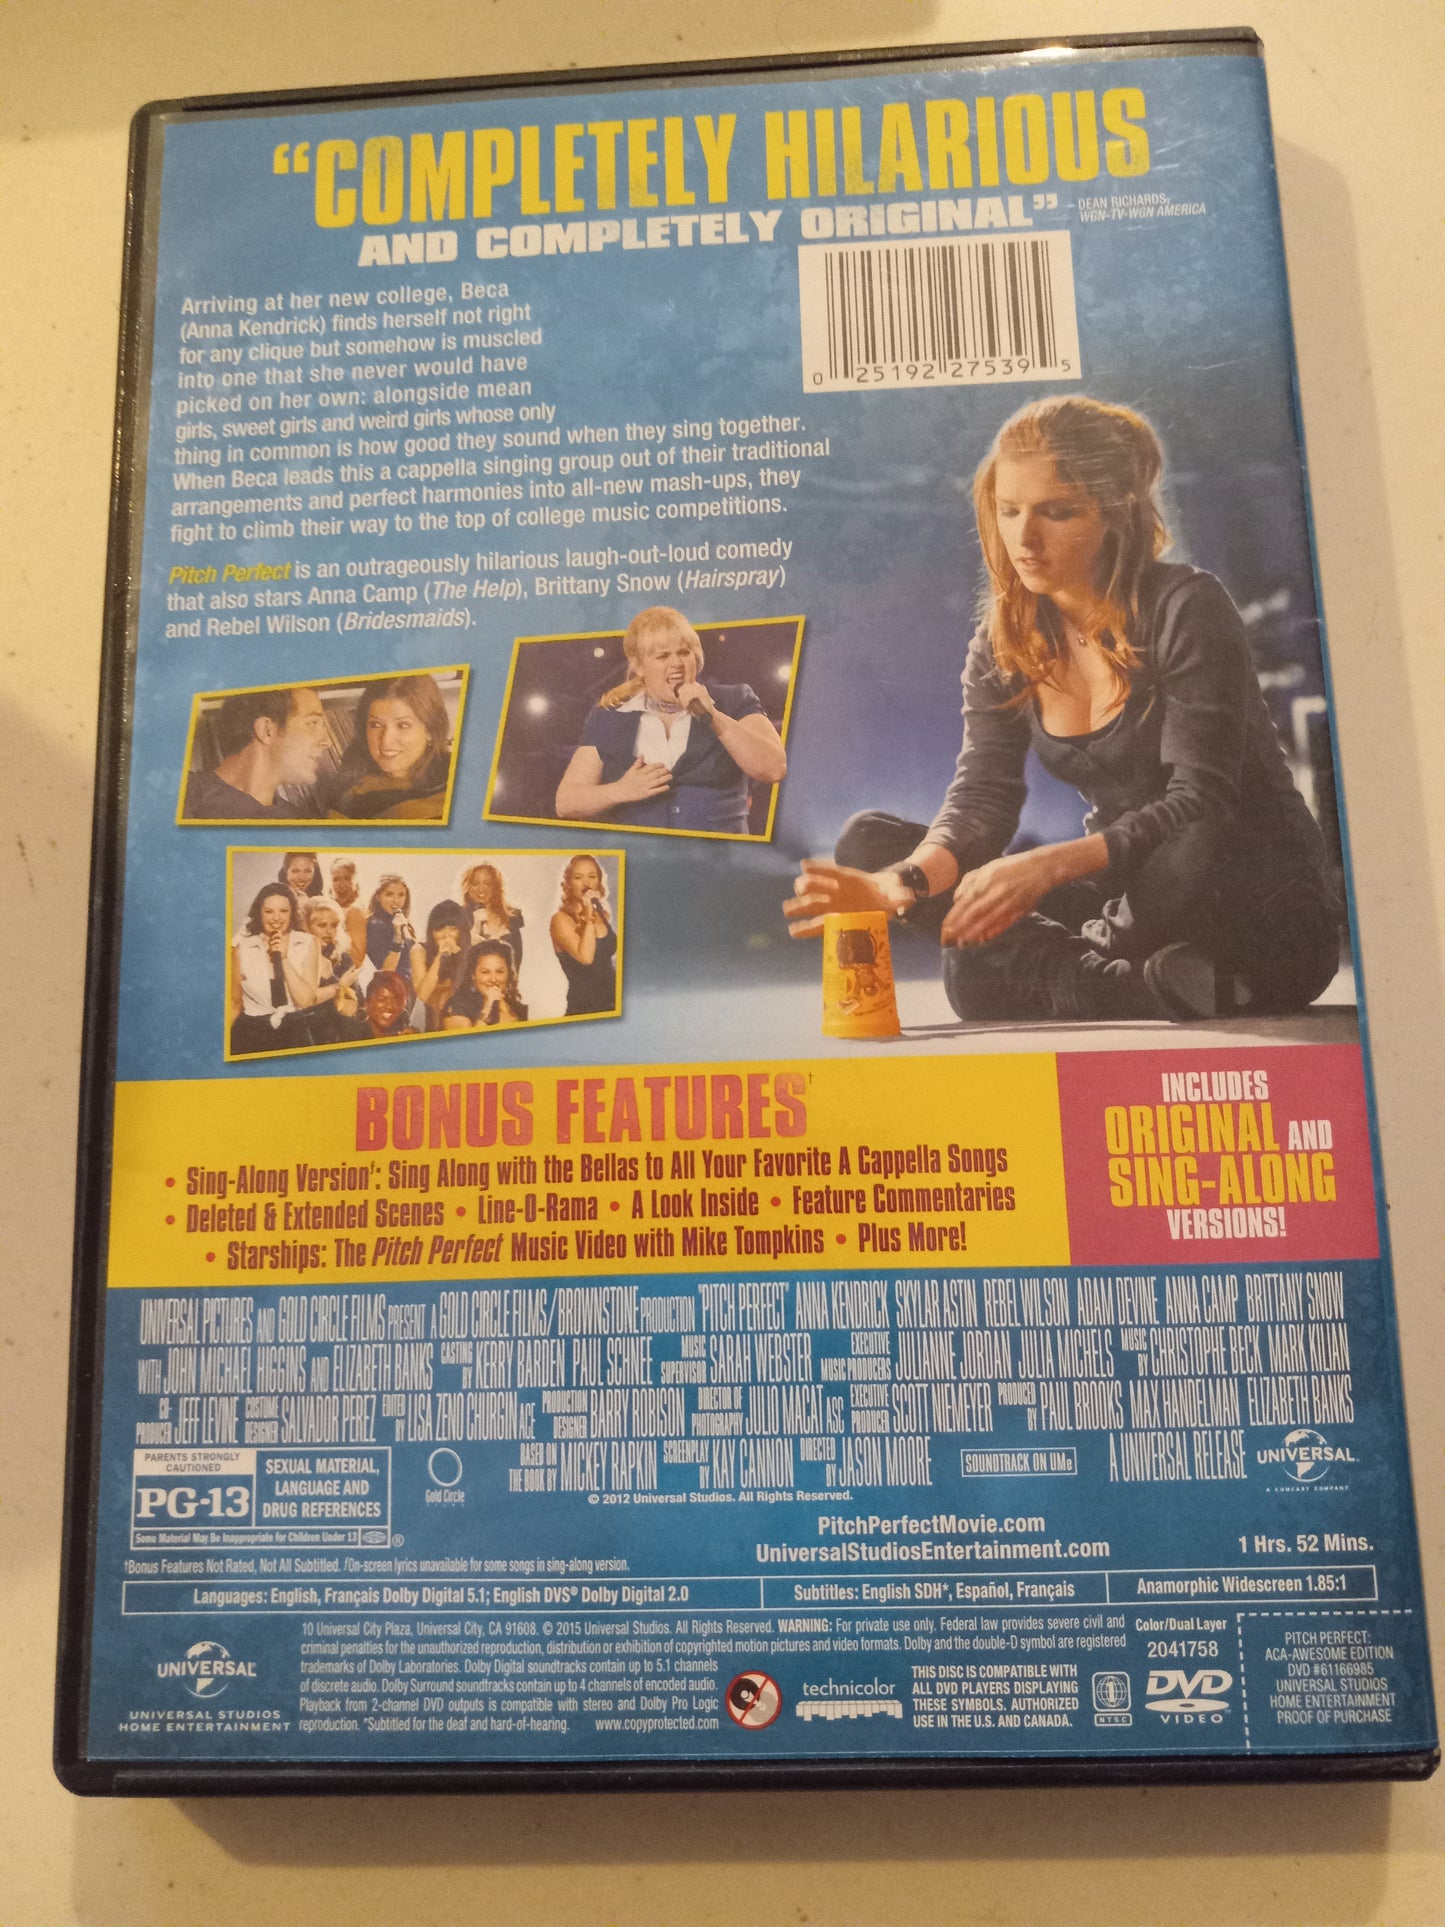 “COMPLETELY HILARIOUS
AND COMPLETELY ORIGINAL”
– DEAN RICHARDS,
WGN-TV-WGN AMERICA
0 25192 27539 5
Arriving at her new college, Beca
(Anna Kendrick) finds herself not right
for any clique but somehow is muscled
into one that she never would have
picked on her own: alongside mean
girls, sweet girls and weird girls whose only
thing in common is how good they sound when they sing together.
When Beca leads this a cappella singing group out of their traditional
arrangements and perfect harmonies into all-new mash-ups, they
fight to climb their way to the top of college music competitions.
Pitch Perfect is an outrageously hilarious laugh-out-loud comedy
that also stars Anna Camp (The Help), Brittany Snow (Hairspray)
and Rebel Wilson (Bridesmaids).
BONUS FEATURES†
• Sing-Along Version ƒ: Sing Along with the Bellas to All Your Favorite A Cappella Songs
• Deleted & Extended Scenes • Line-O-Rama • A Look Inside • Feature Commentaries
• Starships: The Pitch Perfect Music Video with Mike Tompkins • Plus More!
INCLUDES
ORIGINAL AND
SING-ALONG
VERSIONS!
UNIVERSAL PICTURES AND GOLD CIRCLE FILMS PRESENT A GOLD CIRCLE FILMS/BROWNSTONE PRODUCTION "PITCH PERFECT" ANNA KENDRICK SKYLAR ASTIN REBEL WILSON ADAM DEVINE ANNA CAMP BRITTANY SNOW
WITH JOHN MICHAEL HIGGINS AND ELIZABETH BANKS CASTING BY KERRY BARDEN PAUL SCHNEE MUSIC SUPERVISOR SARAH WEBSTER EXECUTIVE MUSIC PRODUCERS JULIANNE JORDAN JULIA MICHELS MUSIC BY CHRISTOPHE BECK MARK KILIAN
CO-PRODUCER JEFF LEVINE COSTUME DESIGNER SALVADOR PEREZ EDITED BY LISA ZENO CHURGIN ACE PRODUCTION DESIGNER BARRY ROBISON DIRECTOR OF PHOTOGRAPHY JULIO MACAT ASC EXECUTIVE PRODUCER SCOTT NIEMEYER PRODUCED BY PAUL BROOKS MAX HANDELMAN ELIZABETH BANKS
BASED ON THE BOOK BY MICKEY RAPKIN SCREENPLAY BY KAY CANNON DIRECTED BY JASON MOORE SOUNDTRACK ON UMe A UNIVERSAL RELEASE UNIVERSAL
A COMCAST COMPANY
Gold Circle
FILMS
© 2012 Universal Studios. All Rights Reserved.
PARENTS STRONGLY CAUTIONED
PG-13
SEXUAL MATERIAL,
LANGUAGE AND
DRUG REFERENCES
Some Material May Be Inappropriate for Children Under 13 ®
PitchPerfectMovie.com
UniversalStudiosEntertainment.com
1 Hrs. 52 Mins.
†Bonus Features Not Rated, Not All Subtitled. ƒOn-screen lyrics unavailable for some songs in sing-along version.
Languages: English, Français Dolby Digital 5.1; English DVS® Dolby Digital 2.0
Subtitles: English SDH*, Español, Français
Anamorphic Widescreen 1.85:1
UNIVERSAL
UNIVERSAL STUDIOS
HOME ENTERTAINMENT
10 Universal City Plaza, Universal City, CA 91608. © 2015 Universal Studios. All Rights Reserved. WARNING: For private use only. Federal law provides severe civil and
criminal penalties for the unauthorized reproduction, distribution or exhibition of copyrighted motion pictures and video formats. Dolby and the double-D symbol are registered
trademarks of Dolby Laboratories. Dolby Digital soundtracks contain up to 5.1 channels
of discrete audio. Dolby Surround soundtracks contain up to 4 channels of encoded audio.
Playback from 2-channel DVD outputs is compatible with stereo and Dolby Pro Logic
reproduction. *Subtitled for the deaf and hard-of-hearing. www.copyprotected.com
technicolor
THIS DISC IS COMPATIBLE WITH
ALL DVD PLAYERS DISPLAYING
THESE SYMBOLS. AUTHORIZED
USE IN THE U.S. AND CANADA.
1
NTSC
Color/Dual Layer
2041758
DVD
VIDEO™
PITCH PERFECT:
ACA-AWESOME EDITION
DVD #61166985
UNIVERSAL STUDIOS
HOME ENTERTAINMENT
PROOF OF PURCHASE